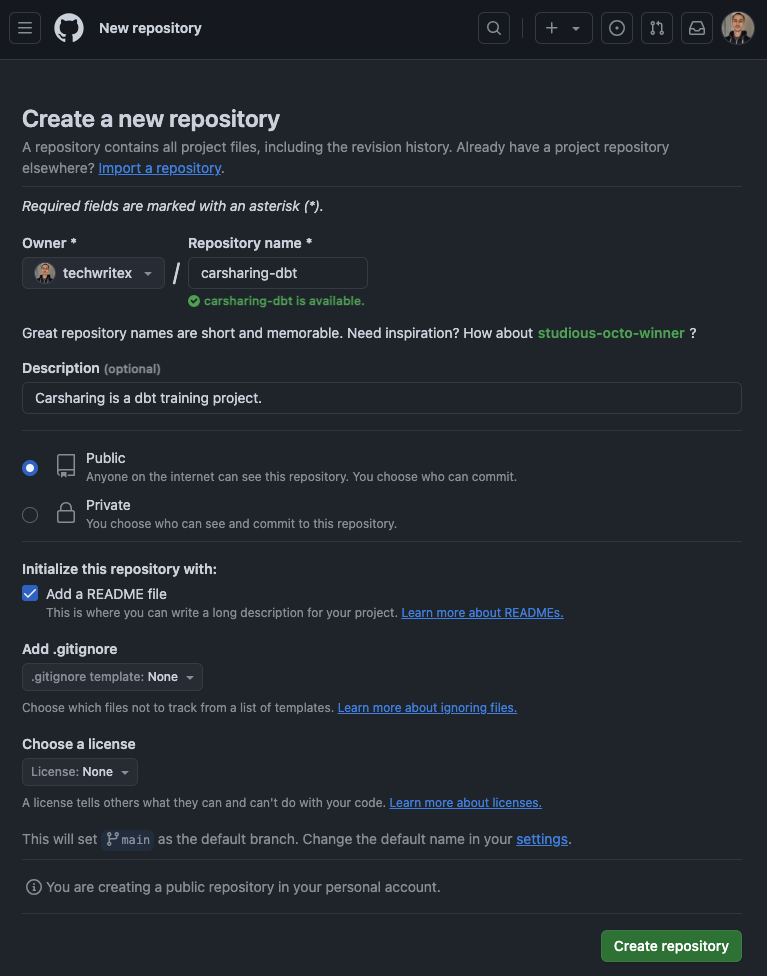 New repository
Create a new repository
A repository contains all project files, including the revision history. Already have a project repository
elsewhere? Import a repository.
Required fields are marked with an asterisk (*).
Owner *
Repository name *
techwritex
/
carsharing-dbt
carsharing-dbt is available.
Great repository names are short and memorable. Need inspiration? How about studious-octo-winner ?
Description (optional)
Carsharing is a dbt training project.
Public
Anyone on the internet can see this repository. You choose who can commit.
Private
You choose who can see and commit to this repository.
Initialize this repository with:
Add a README file
This is where you can write a long description for your project. Learn more about READMEs.
Add .gitignore
.gitignore template: None
Choose which files not to track from a list of templates. Learn more about ignoring files.
Choose a license
License: None
A license tells others what they can and can't do with your code. Learn more about licenses.
This will set main as the default branch. Change the default name in your settings.
You are creating a public repository in your personal account.
Create repository